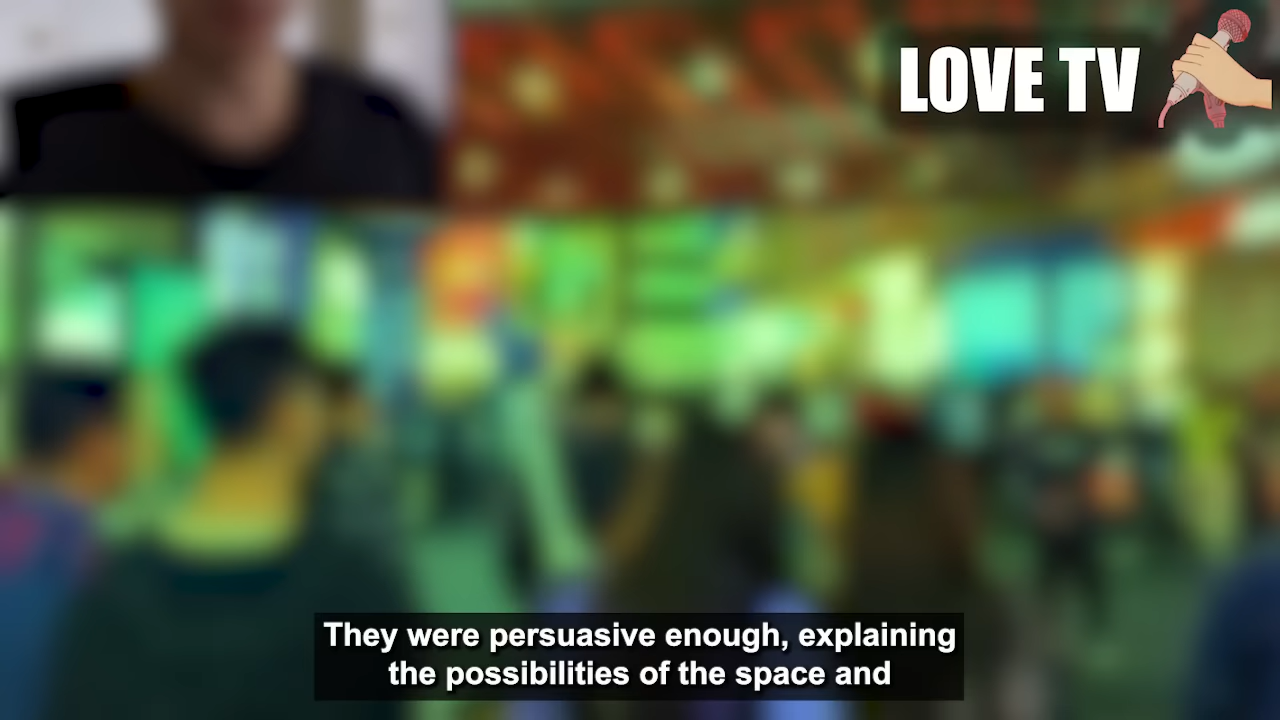 LOVE TV
They were persuasive enough, explaining
the possibilities of the space and